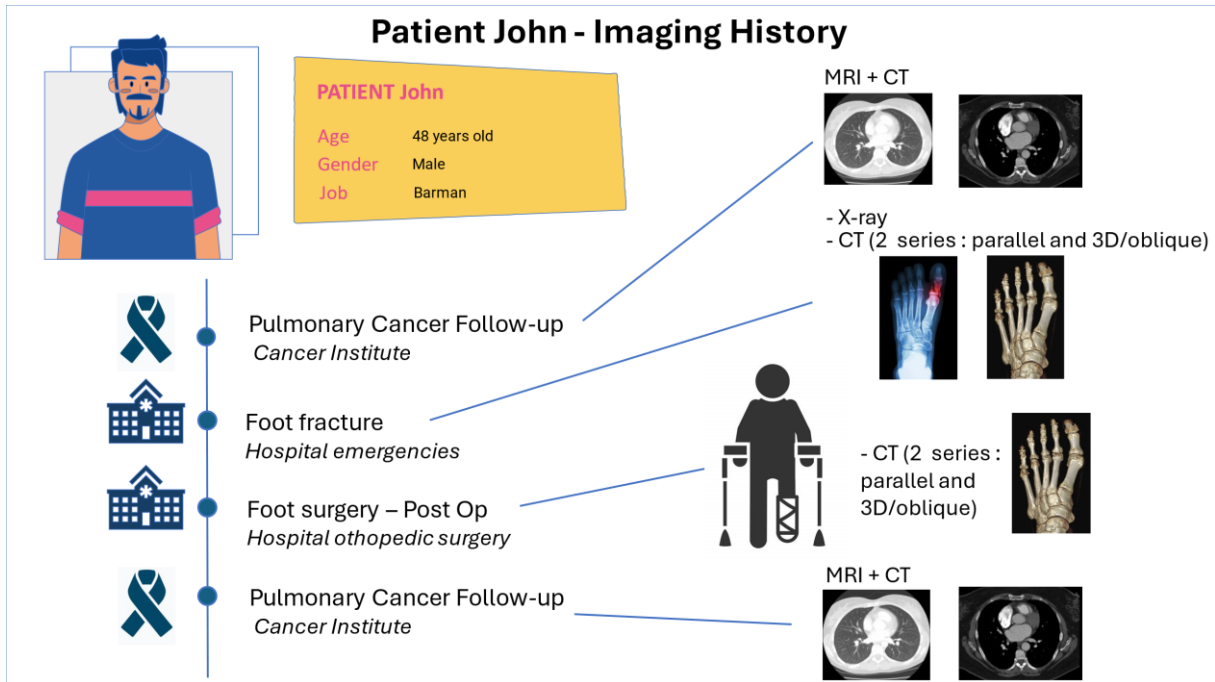 Patient John - Imaging History
PATIENT John
Age 48 years old
Gender Male
Job Barman
MRI + CT
- X-ray
- CT (2 series : parallel and 3D/oblique)
Pulmonary Cancer Follow-up
Cancer Institute
Foot fracture
Hospital emergencies
- CT (2 series :
parallel and
3D/oblique)
Foot surgery – Post Op
Hospital othopedic surgery
MRI + CT
Pulmonary Cancer Follow-up
Cancer Institute